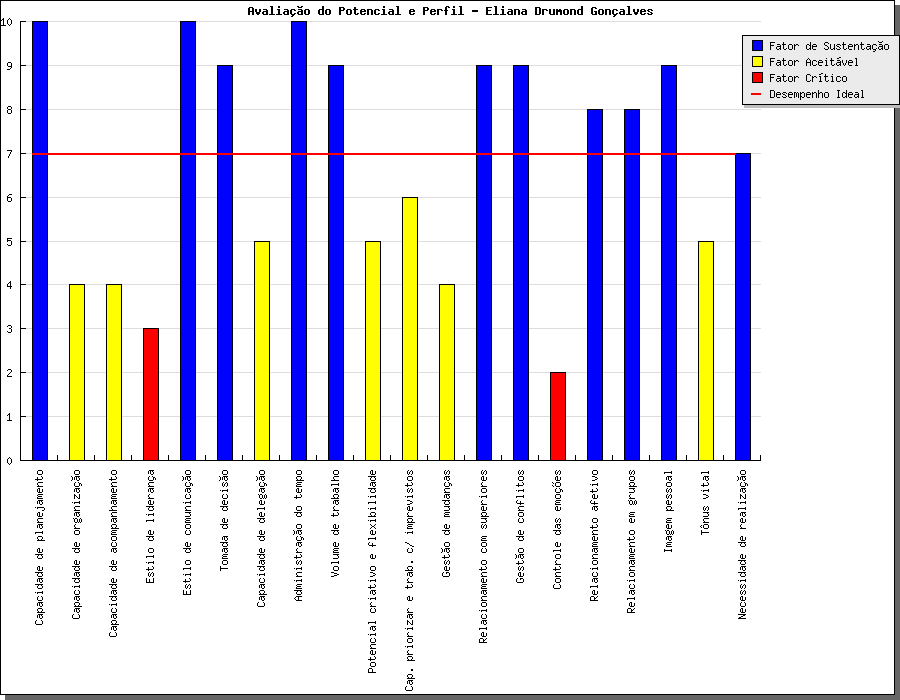 Avaliação do Potencial e Perfil - Eliana Drumond Gonçalves
Fator de Sustentação
Fator Aceitável
Fator Crítico
Desempenho Ideal
10
9
8
7
6
5
4
3
2
1
0
Capacidade de planejamento
Capacidade de organização
Capacidade de acompanhamento
Estilo de liderança
Estilo de comunicação
Tomada de decisão
Capacidade de delegação
Administração do tempo
Volume de trabalho
Potencial criativo e flexibilidade
Cap. priorizar e trab. c/ imprevistos
Gestão de mudanças
Relacionamento com superiores
Gestão de conflitos
Controle das emoções
Relacionamento afetivo
Relacionamento em grupos
Imagem pessoal
Tônus vital
Necessidade de realização